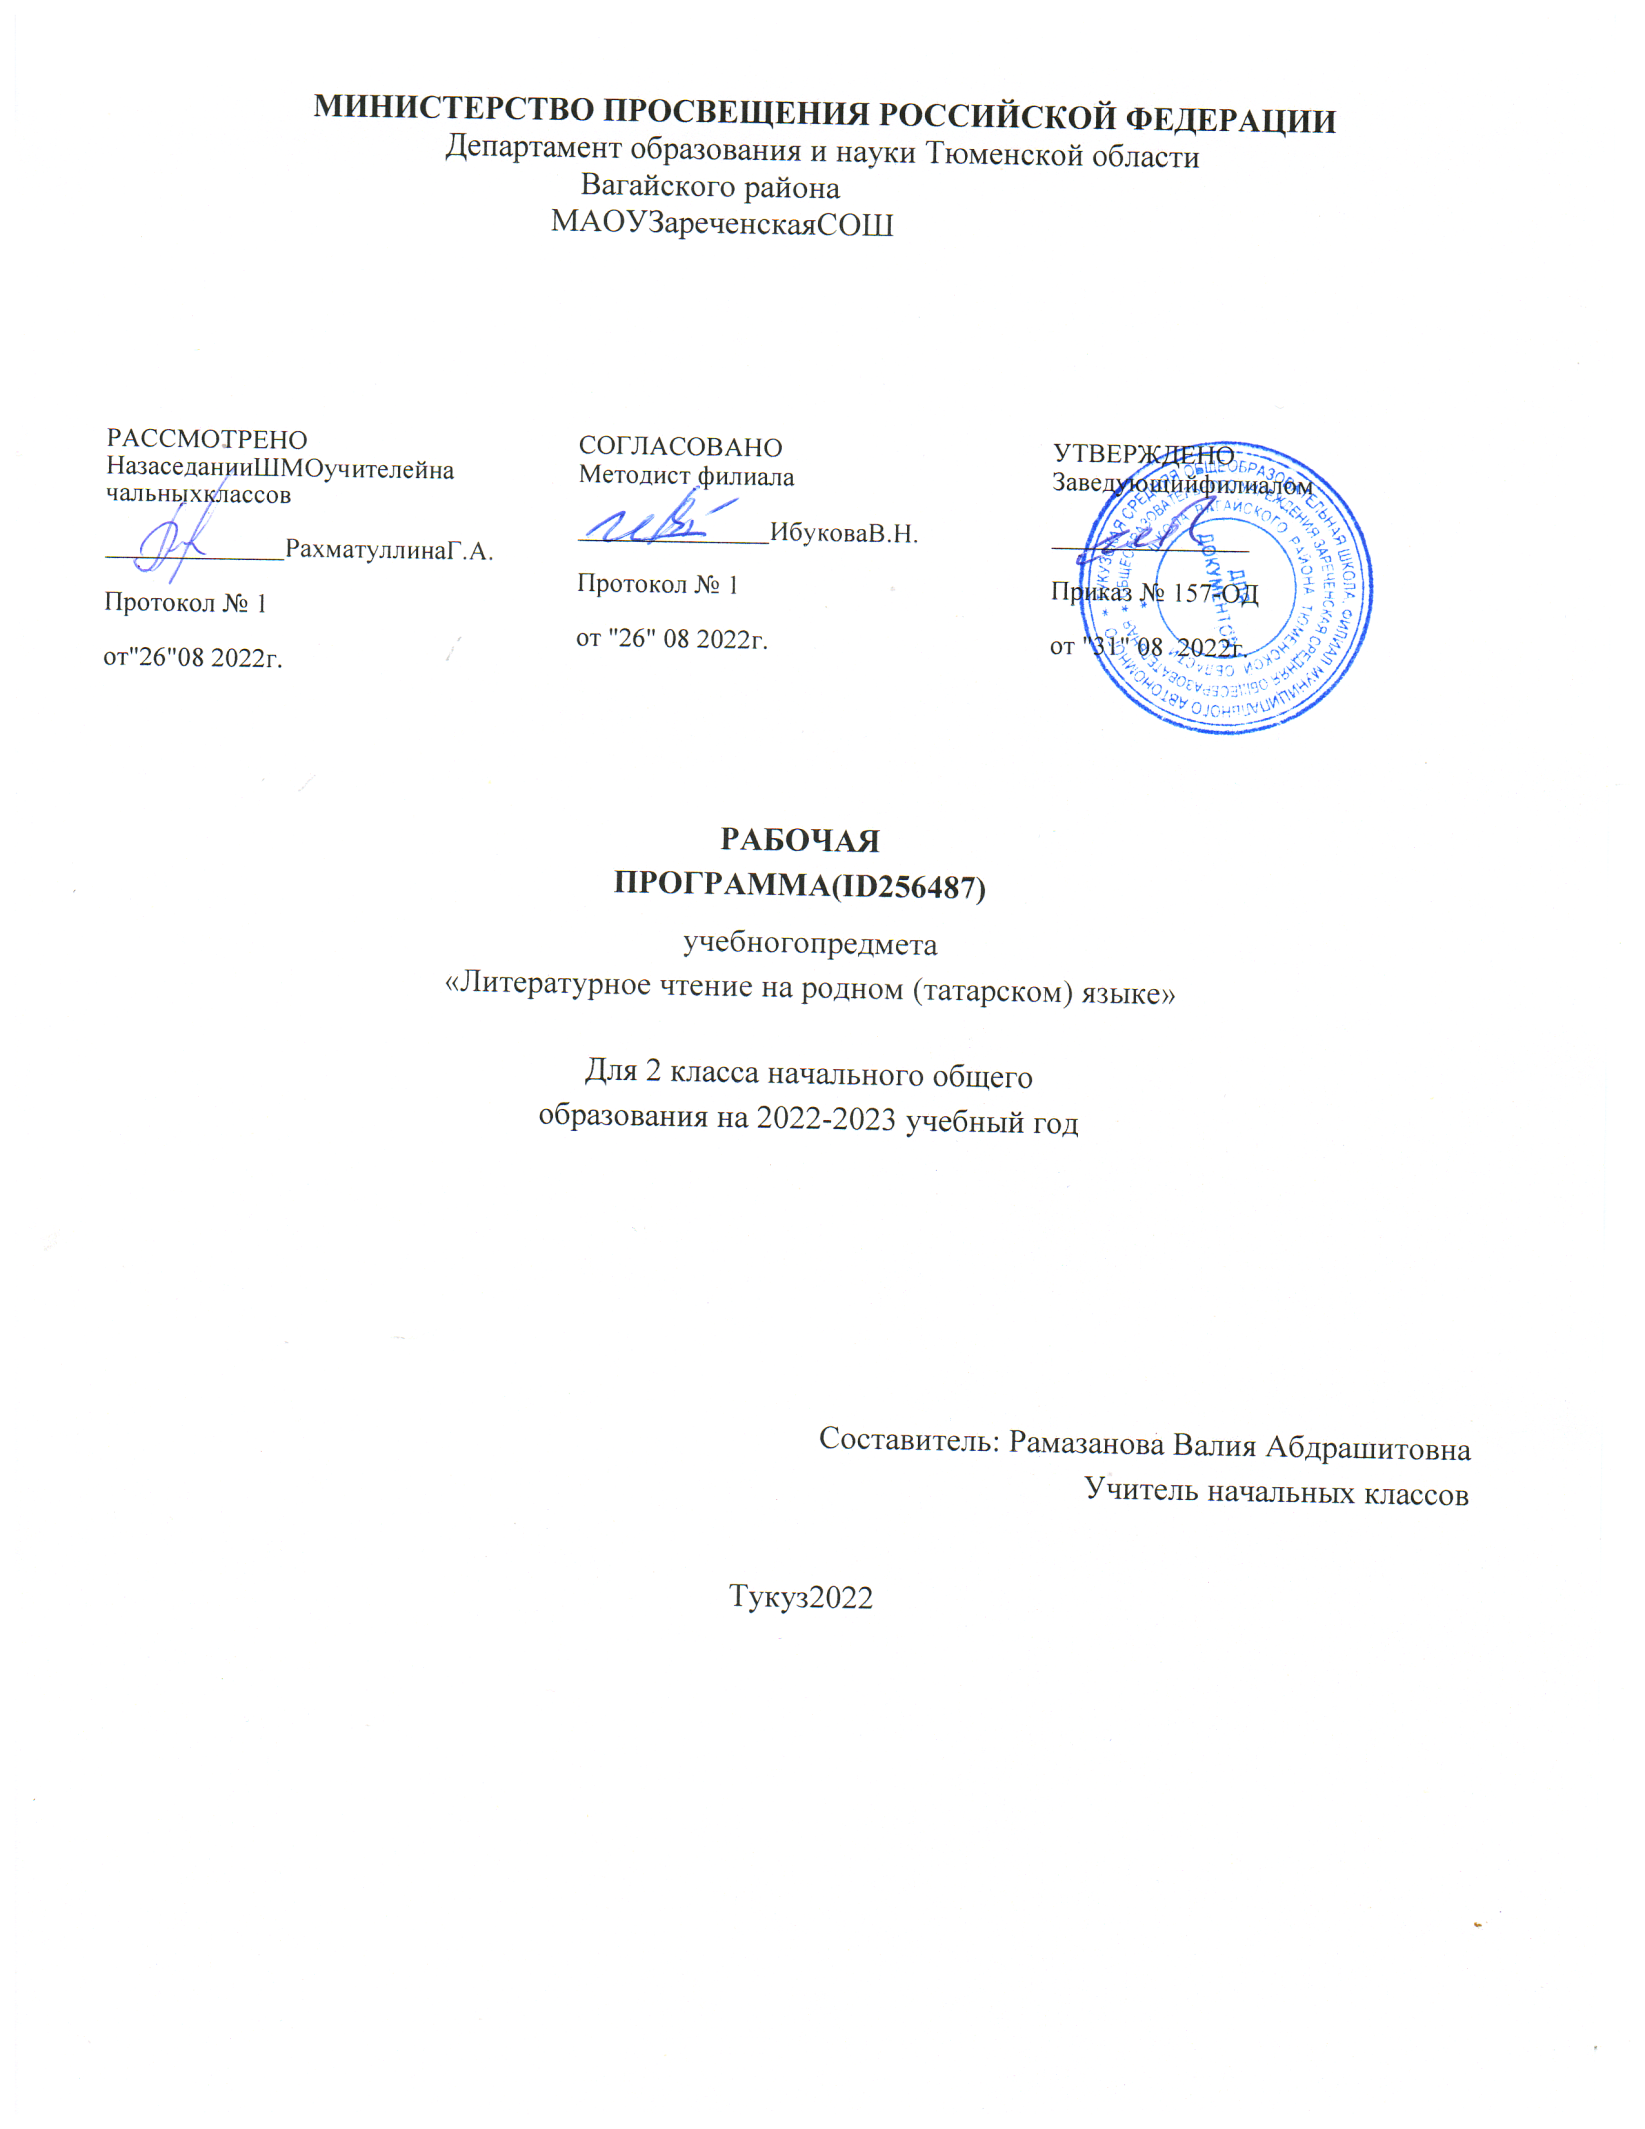 МИНИСТЕРСТВО ПРОСВЕЩЕНИЯ РОССИЙСКОЙ ФЕДЕРАЦИИ
Департамент образования и науки Тюменской области
Вагайского района
МАОУЗареченскаяСОШ
РАССМОТРЕНО
НазаседанииШМОучителейна
чальныхклассов
РахматуллинаГ.А.
Протокол № 1
от"26"08 2022г.
СОГЛАСОВАНО
Методист филиала
ИбуковаВ.Н.
Протокол № 1
от "26" 08 2022г.
УТВЕРЖДЕНО
Заведующийфилиалом
Приказ № 157-ОД
от "31" 08 2022г.
ДЛЯ
ДОКУМЕНТОВ
РАБОЧАЯ
ПРОГРАММА(ID256487)
учебногопредмета
«Литературное чтение на родном (татарском) языке»
Для 2 класса начального общего
образования на 2022-2023 учебный год
Составитель: Рамазанова Валия Абдрашитовна
Учитель начальных классов
Тукуз2022